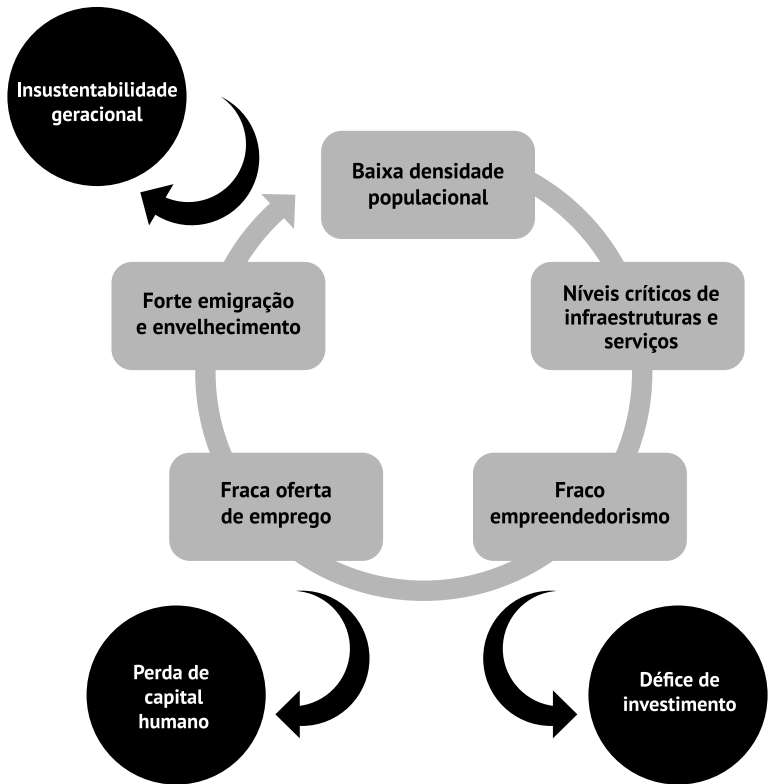 Insustentabilidade
geracional
Baixa densidade
populacional
Níveis críticos de
infraestruturas e
serviços
Fraco
empreendedorismo
Fraca oferta
de emprego
Forte emigração
e envelhecimento
Perda de
capital
humano
Défice de
investimento